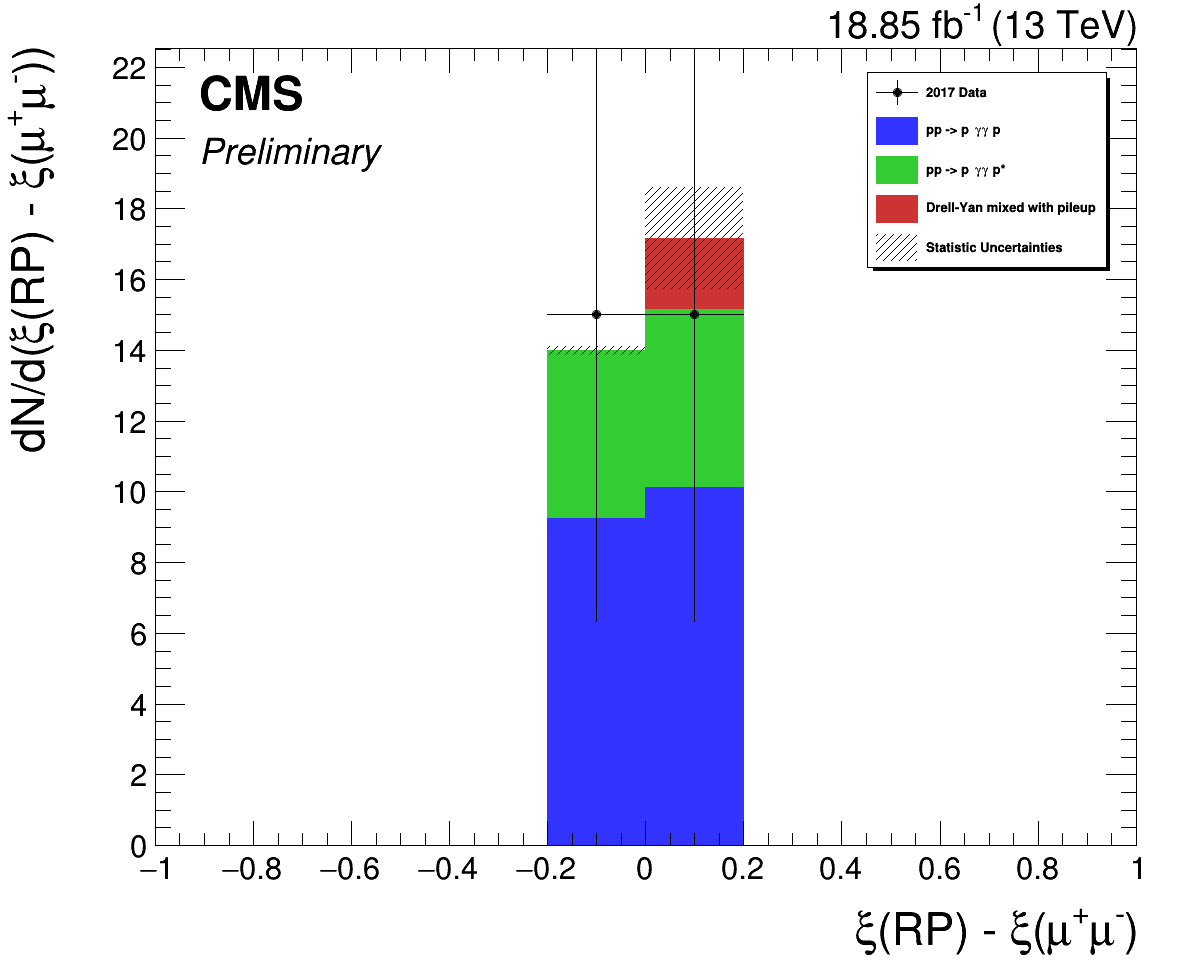 18.85 fb⁻¹ (13 TeV)
CMS
Preliminary
dN/d(ξ(RP) - ξ(μ⁺μ⁻))
22
20
18
16
14
12
10
8
6
4
2
0
2017 Data
pp -> p γγ p
pp -> p γγ p*
Drell-Yan mixed with pileup
Statistic Uncertainties
−1 −0.8 −0.6 −0.4 −0.2 0 0.2 0.4 0.6 0.8 1
ξ(RP) - ξ(μ⁺μ⁻)